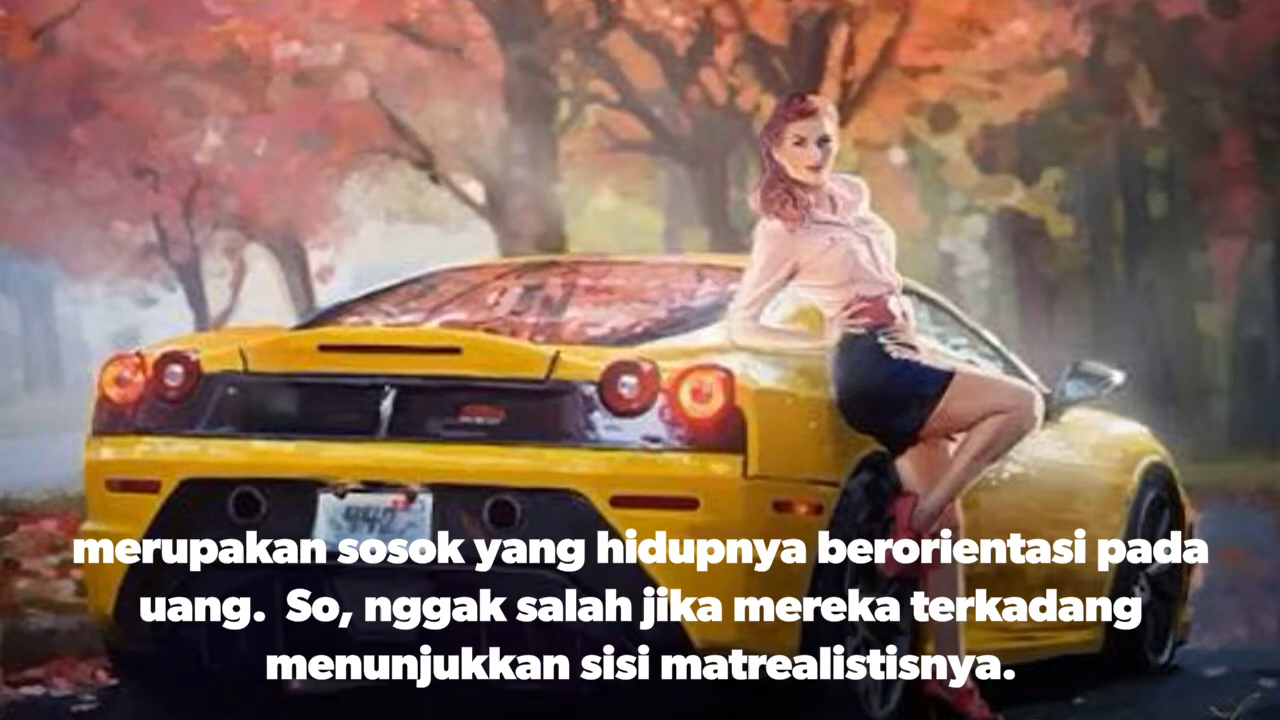 merupakan sosok yang hidupnya berorientasi pada
uang.  So, nggak salah jika mereka terkadang
menunjukkan sisi matrealistisnya.